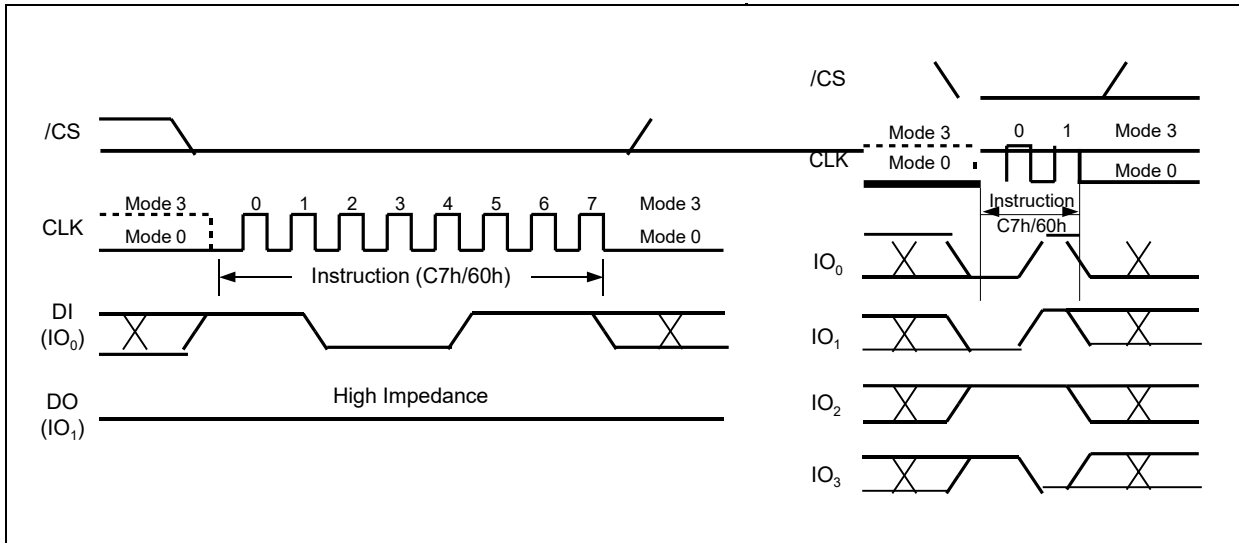 /CS
CLK
Mode 3
Mode 0
0 1 2 3 4 5 6 7
Mode 3
Mode 0
Instruction (C7h/60h)
DI
(IO₀)
DO
(IO₁)
High Impedance
/CS
CLK
Mode 3
Mode 0
0 1
Mode 3
Mode 0
Instruction
C7h/60h
IO₀
IO₁
IO₂
IO₃